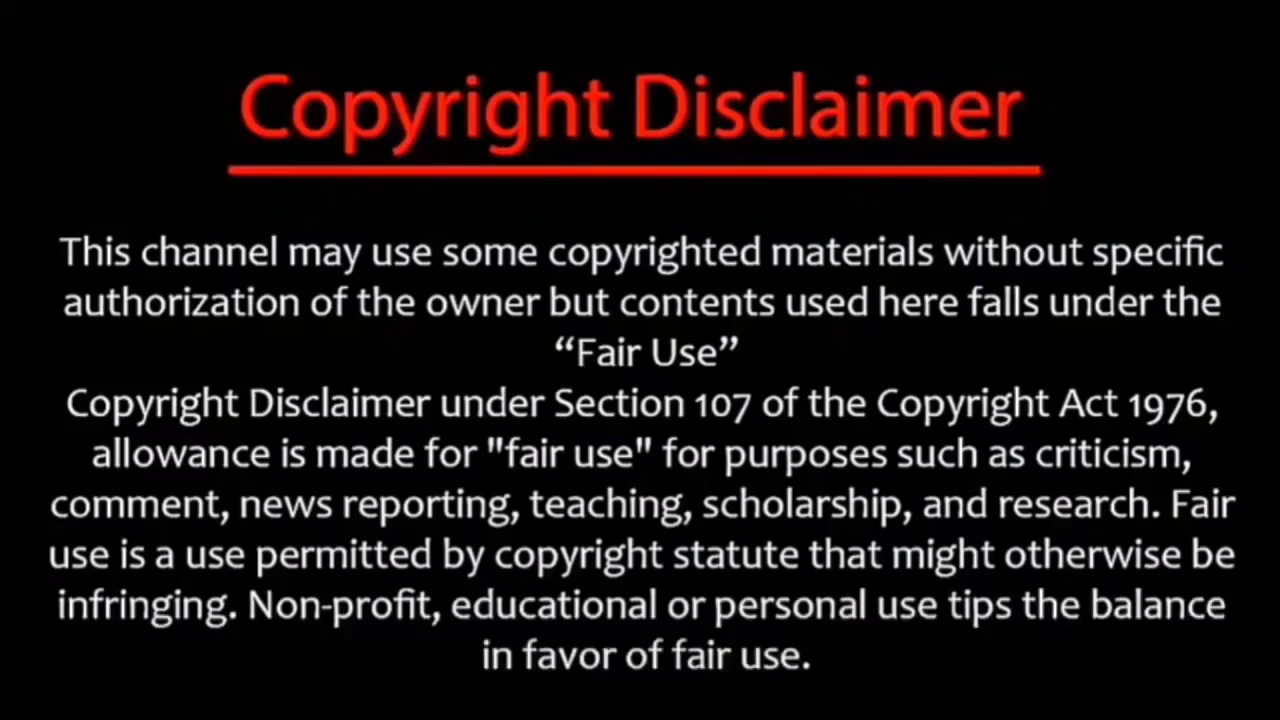 Copyright Disclaimer
This channel may use some copyrighted materials without specific
authorization of the owner but contents used here falls under the
“Fair Use”
Copyright Disclaimer under Section 107 of the Copyright Act 1976,
allowance is made for "fair use" for purposes such as criticism,
comment, news reporting, teaching, scholarship, and research. Fair
use is a use permitted by copyright statute that might otherwise be
infringing. Non-profit, educational or personal use tips the balance
in favor of fair use.